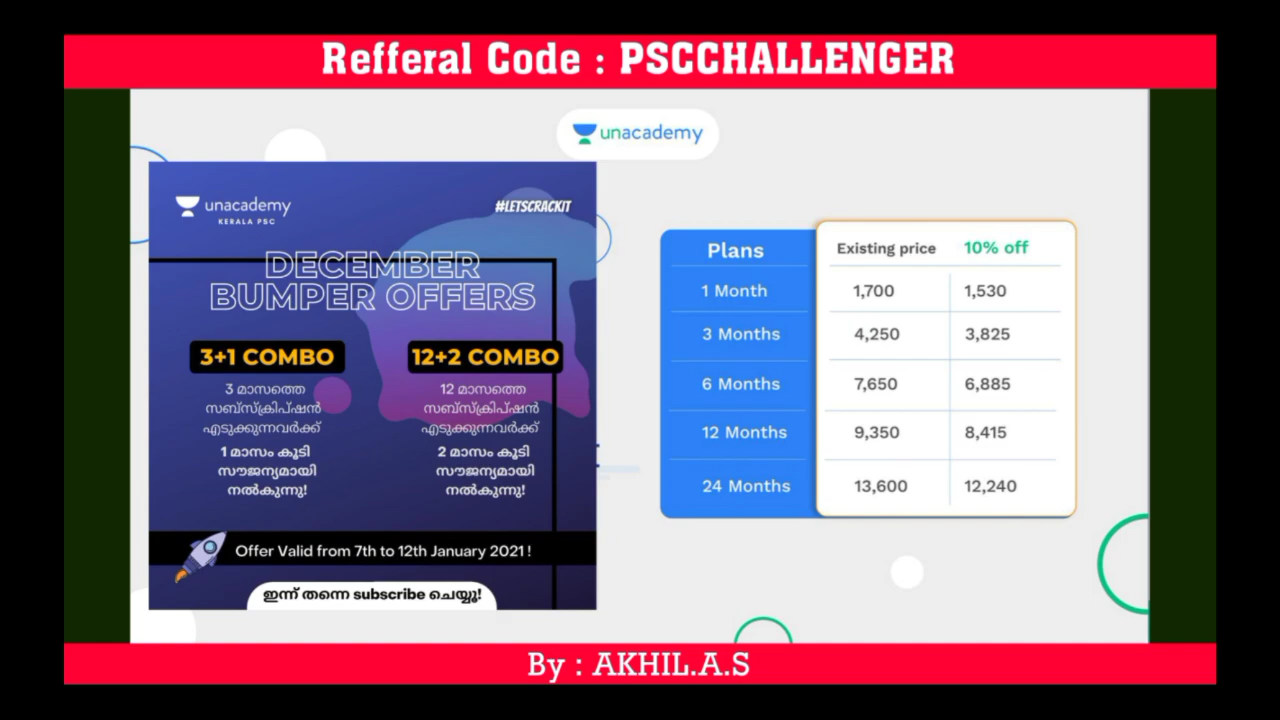 Refferal Code : PSCCHALLENGER
unacademy
unacademy
KERALA PSC
#LETSCRACKIT
DECEMBER
BUMPER OFFERS
3+1 COMBO
3 മാസത്തെ
സബ്സ്ക്രിപ്ഷൻ
എടുക്കുന്നവർക്ക്
1 മാസം കൂടി
സൗജന്യമായി
നൽകുന്നു!
12+2 COMBO
12 മാസത്തെ
സബ്സ്ക്രിപ്ഷൻ
എടുക്കുന്നവർക്ക്
2 മാസം കൂടി
സൗജന്യമായി
നൽകുന്നു!
Offer Valid from 7th to 12th January 2021 !
ഇന്ന് തന്നെ subscribe ചെയ്യൂ!
Plans Existing price 10% off
1 Month 1,700 1,530
3 Months 4,250 3,825
6 Months 7,650 6,885
12 Months 9,350 8,415
24 Months 13,600 12,240
By : AKHIL.A.S